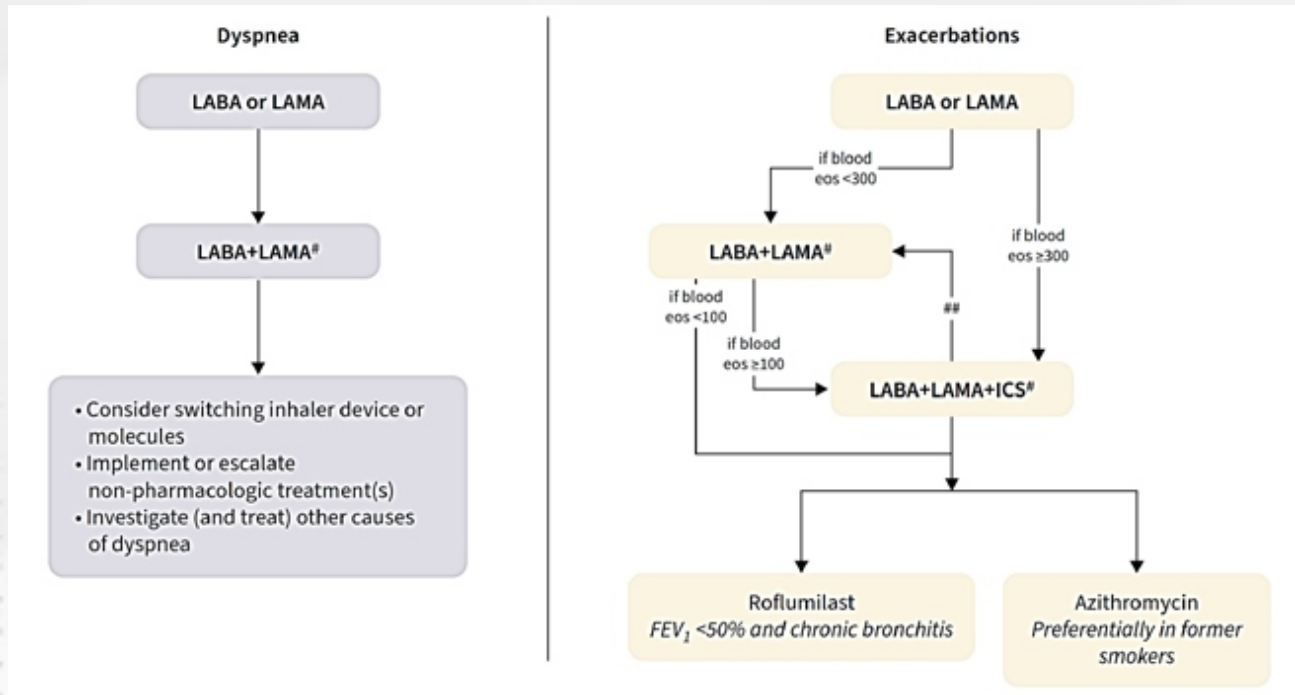 Dyspnea
LABA or LAMA
LABA+LAMA#
• Consider switching inhaler device or
molecules
• Implement or escalate
non-pharmacologic treatment(s)
• Investigate (and treat) other causes
of dyspnea
Exacerbations
LABA or LAMA
if blood
eos <300
if blood
eos ≥300
LABA+LAMA#
if blood
eos <100
if blood
eos ≥100
##
LABA+LAMA+ICS#
Roflumilast
FEV1 <50% and chronic bronchitis
Azithromycin
Preferentially in former
smokers